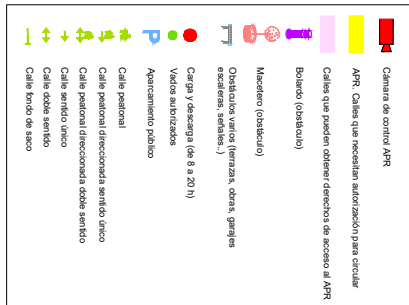 Cámara de control APR
APR. Calles que necesitan autorización para circular
Calles que pueden obtener derechos de acceso al APR
Bolardo (obstáculo)
Macetero (obstáculo)
Obstáculos varios (terrazas, obras, garajes
escaleras, señales..)
Carga y descarga (de 8 a 20 h)
Vados autorizados
P
Aparcamiento público
Calle peatonal
Calle peatonal direccionada sentido único
Calle peatonal direccionada doble sentido
Calle sentido único
Calle doble sentido
Calle fondo de saco